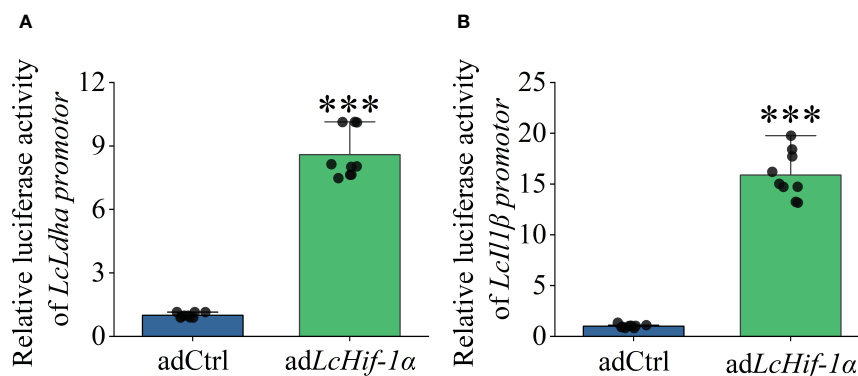 A
Relative luciferase activity
of LcLdha promotor
12
9
6
3
0
***
adCtrl
adLcHif-1α
B
Relative luciferase activity
of LcIl1β promotor
25
20
15
10
5
0
***
adCtrl
adLcHif-1α